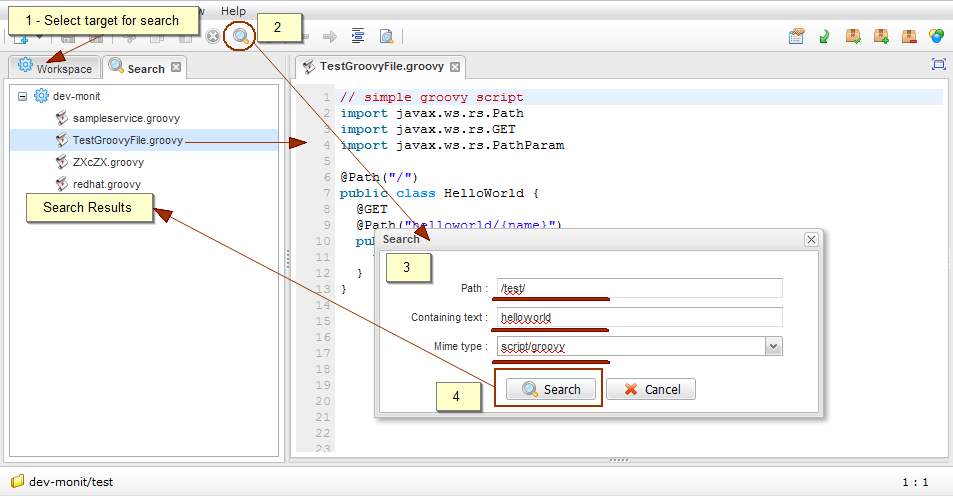 1 - Select target for search
Help
2
Workspace
Search
TestGroovyFile.groovy
dev-monit
sampleservice.groovy
TestGroovyFile.groovy
ZXcZX.groovy
redhat.groovy
Search Results
1 // simple groovy script
2 import javax.ws.rs.Path
3 import javax.ws.rs.GET
4 import javax.ws.rs.PathParam
5
6 @Path("/")
7 public class HelloWorld {
8 @GET
9 @Path("helloworld/{name}")
10 pu
11
12 }
13 }
14
15
16
17
18
19
20
21
22
23
Search
3
Path : /test/
Containing text : helloworld
Mime type : script/groovy
4
Search
Cancel
dev-monit/test
1 : 1